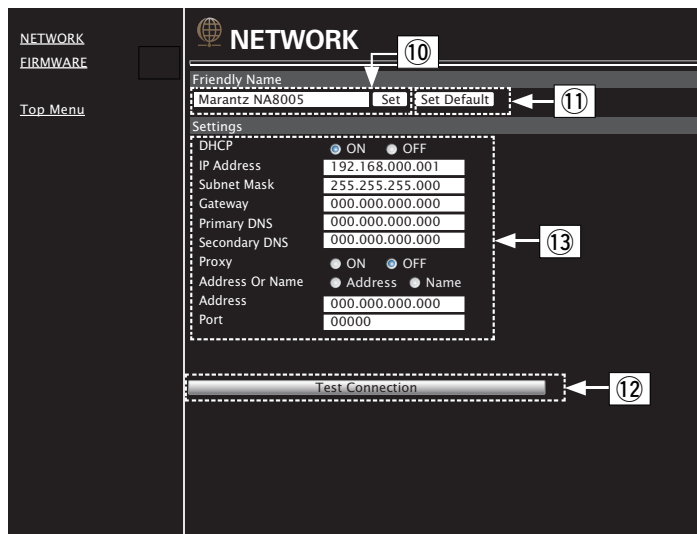 NETWORK
FIRMWARE
Top Menu
NETWORK
⑩
Friendly Name
Marantz NA8005 Set Set Default ⑪
Settings
DHCP ON OFF
IP Address 192.168.000.001
Subnet Mask 255.255.255.000
Gateway 000.000.000.000
Primary DNS 000.000.000.000
Secondary DNS 000.000.000.000
⑬
Proxy ON OFF
Address Or Name Address Name
Address 000.000.000.000
Port 00000
Test Connection ⑫